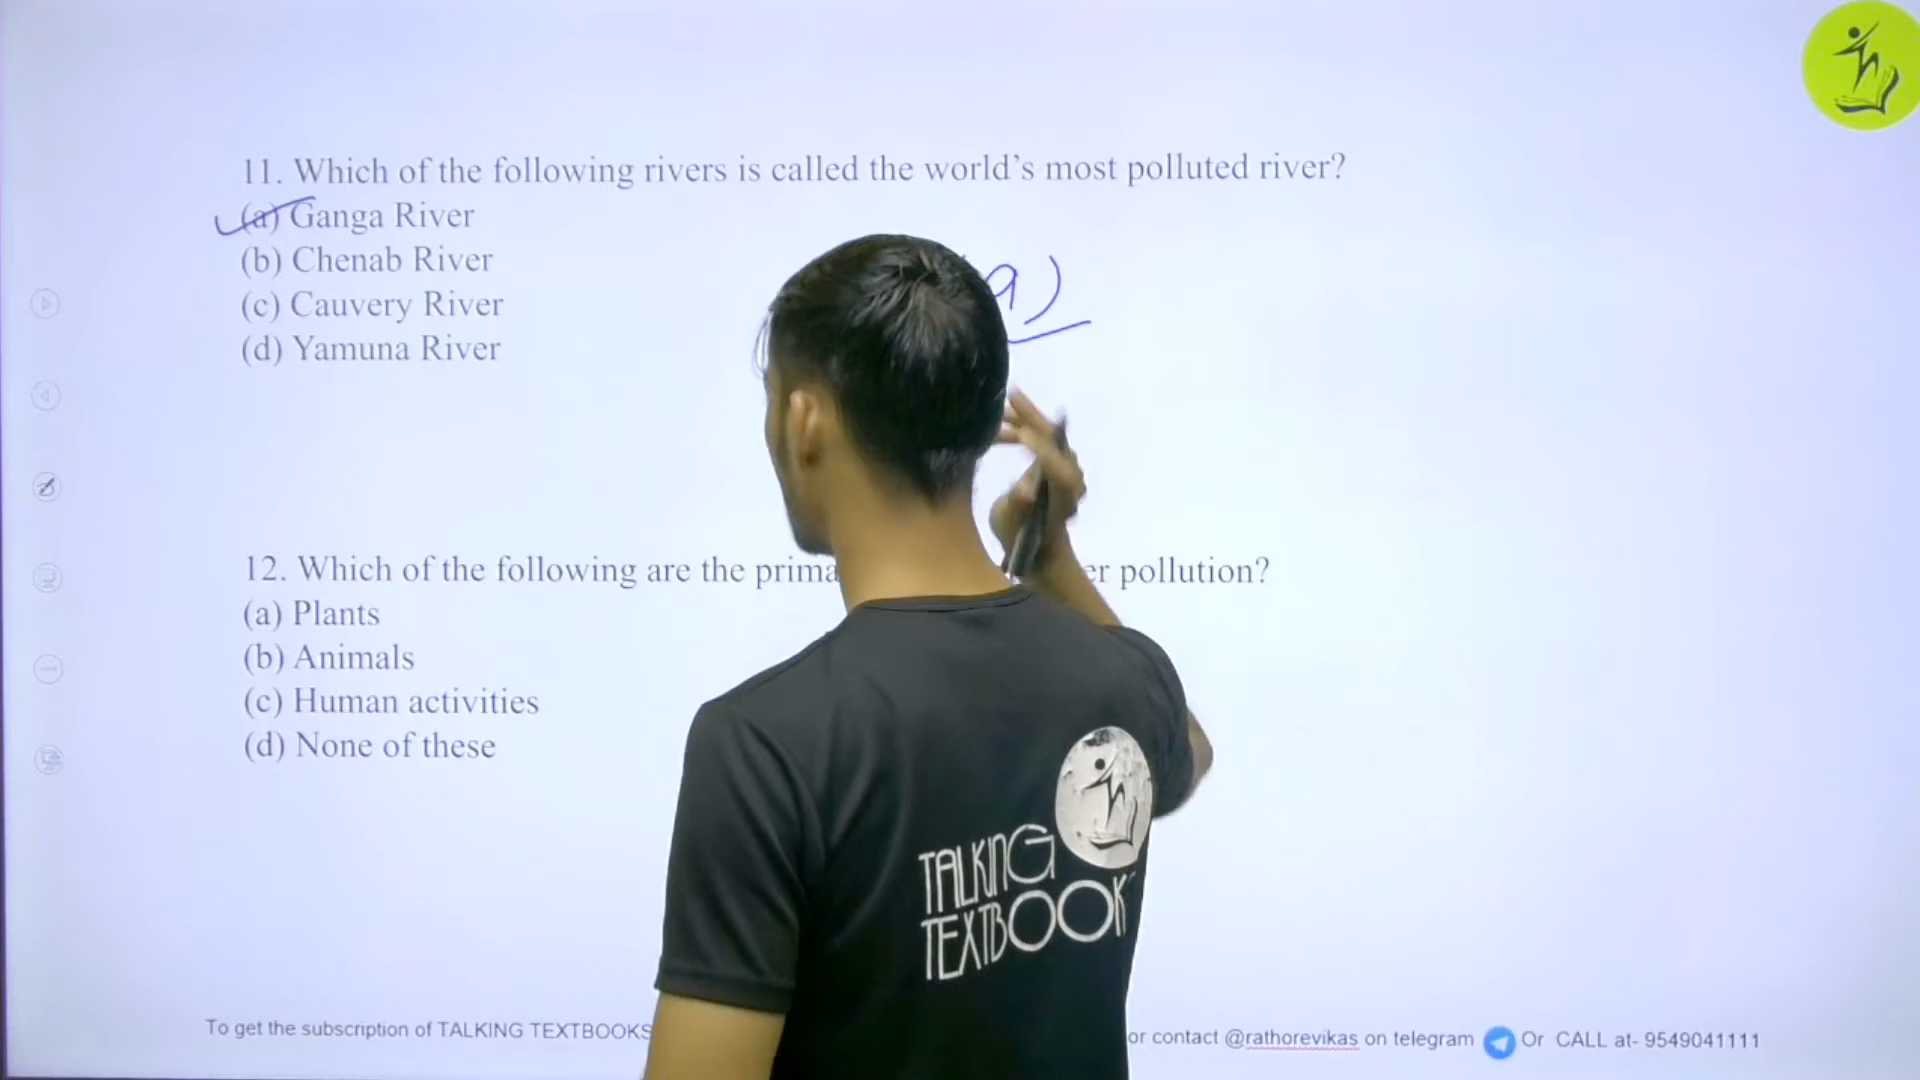 11. Which of the following rivers is called the world’s most polluted river?
(a) Ganga River
(b) Chenab River
a)
(c) Cauvery River
(d) Yamuna River
12. Which of the following are the pollution?
(a) Plants
(b) Animals
(c) Human activities
(d) None of these
TALKING
TEXTBOOK
To get the subscription of TALKING TEXTBOOKS or contact @rathorevikas on telegram Or CALL at- 9549041111